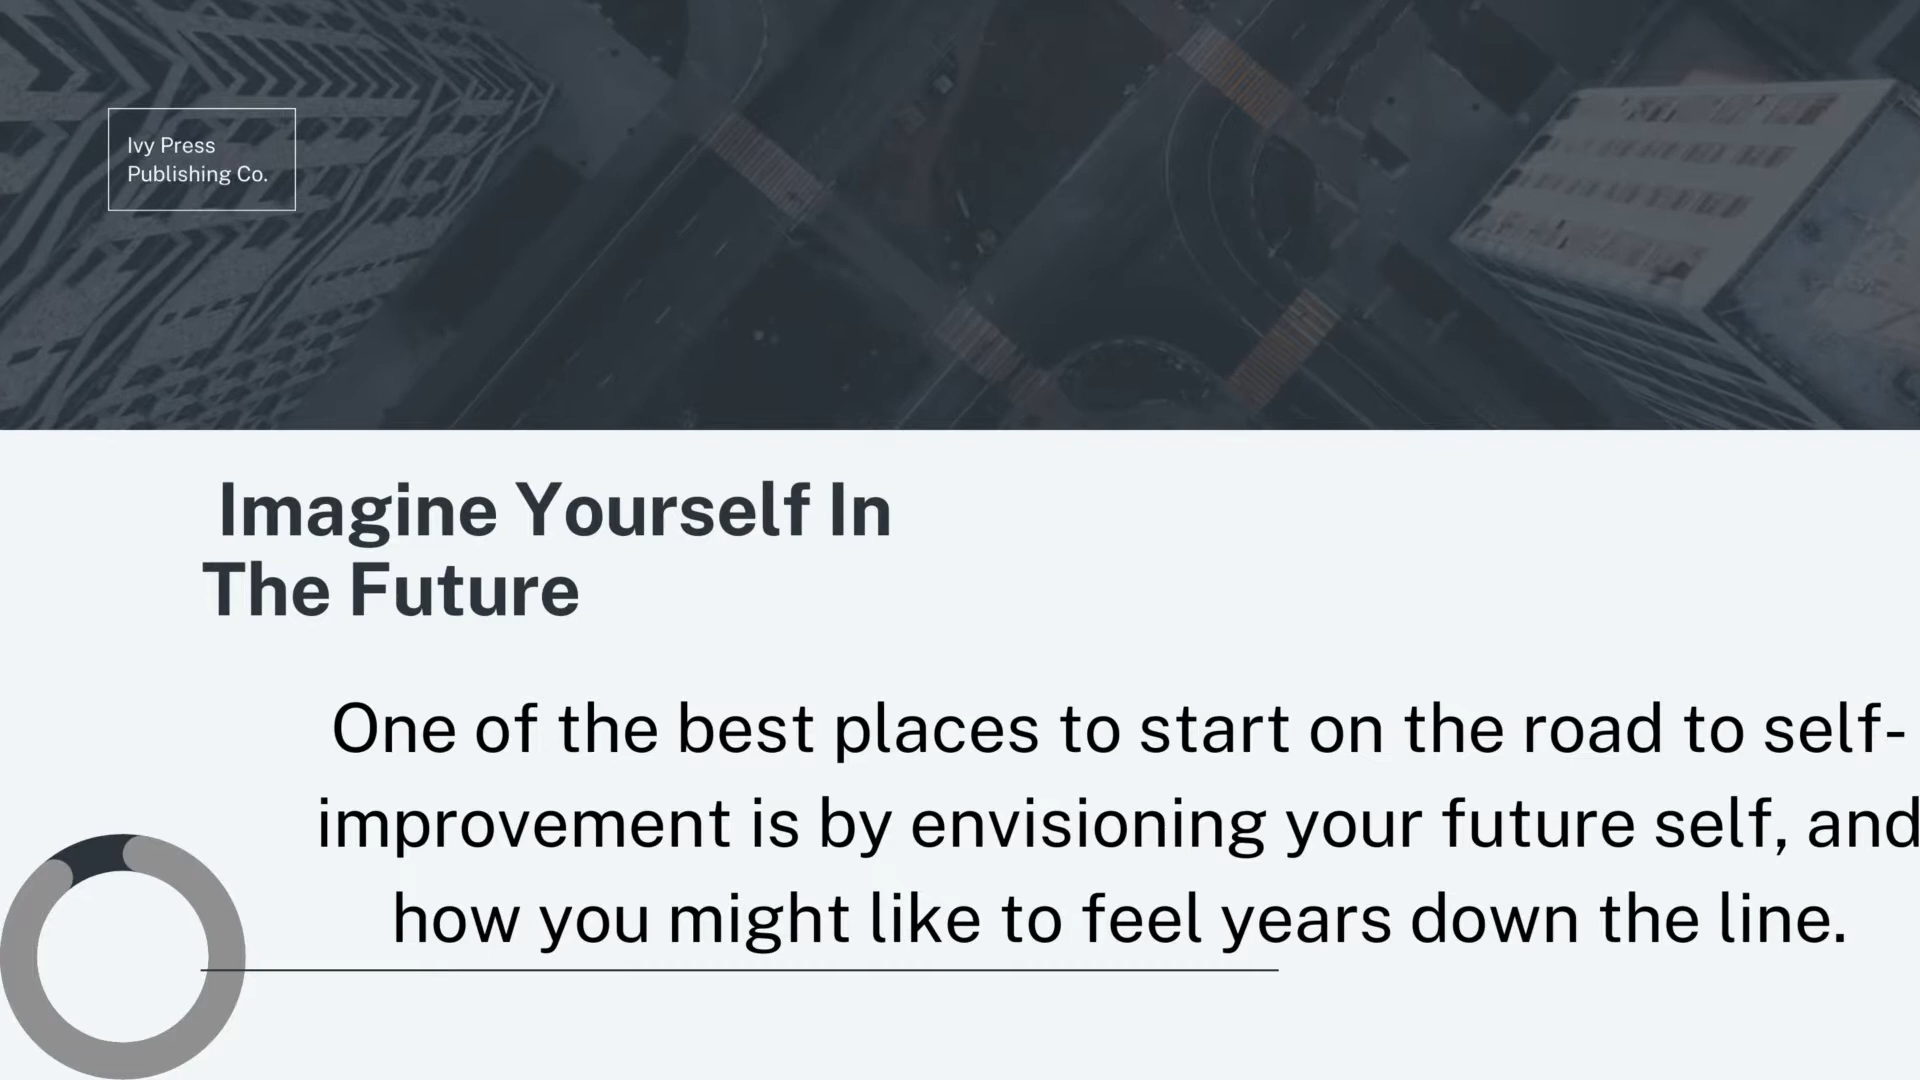 Ivy Press
Publishing Co.
Imagine Yourself In
The Future
One of the best places to start on the road to self-
improvement is by envisioning your future self, and
how you might like to feel years down the line.